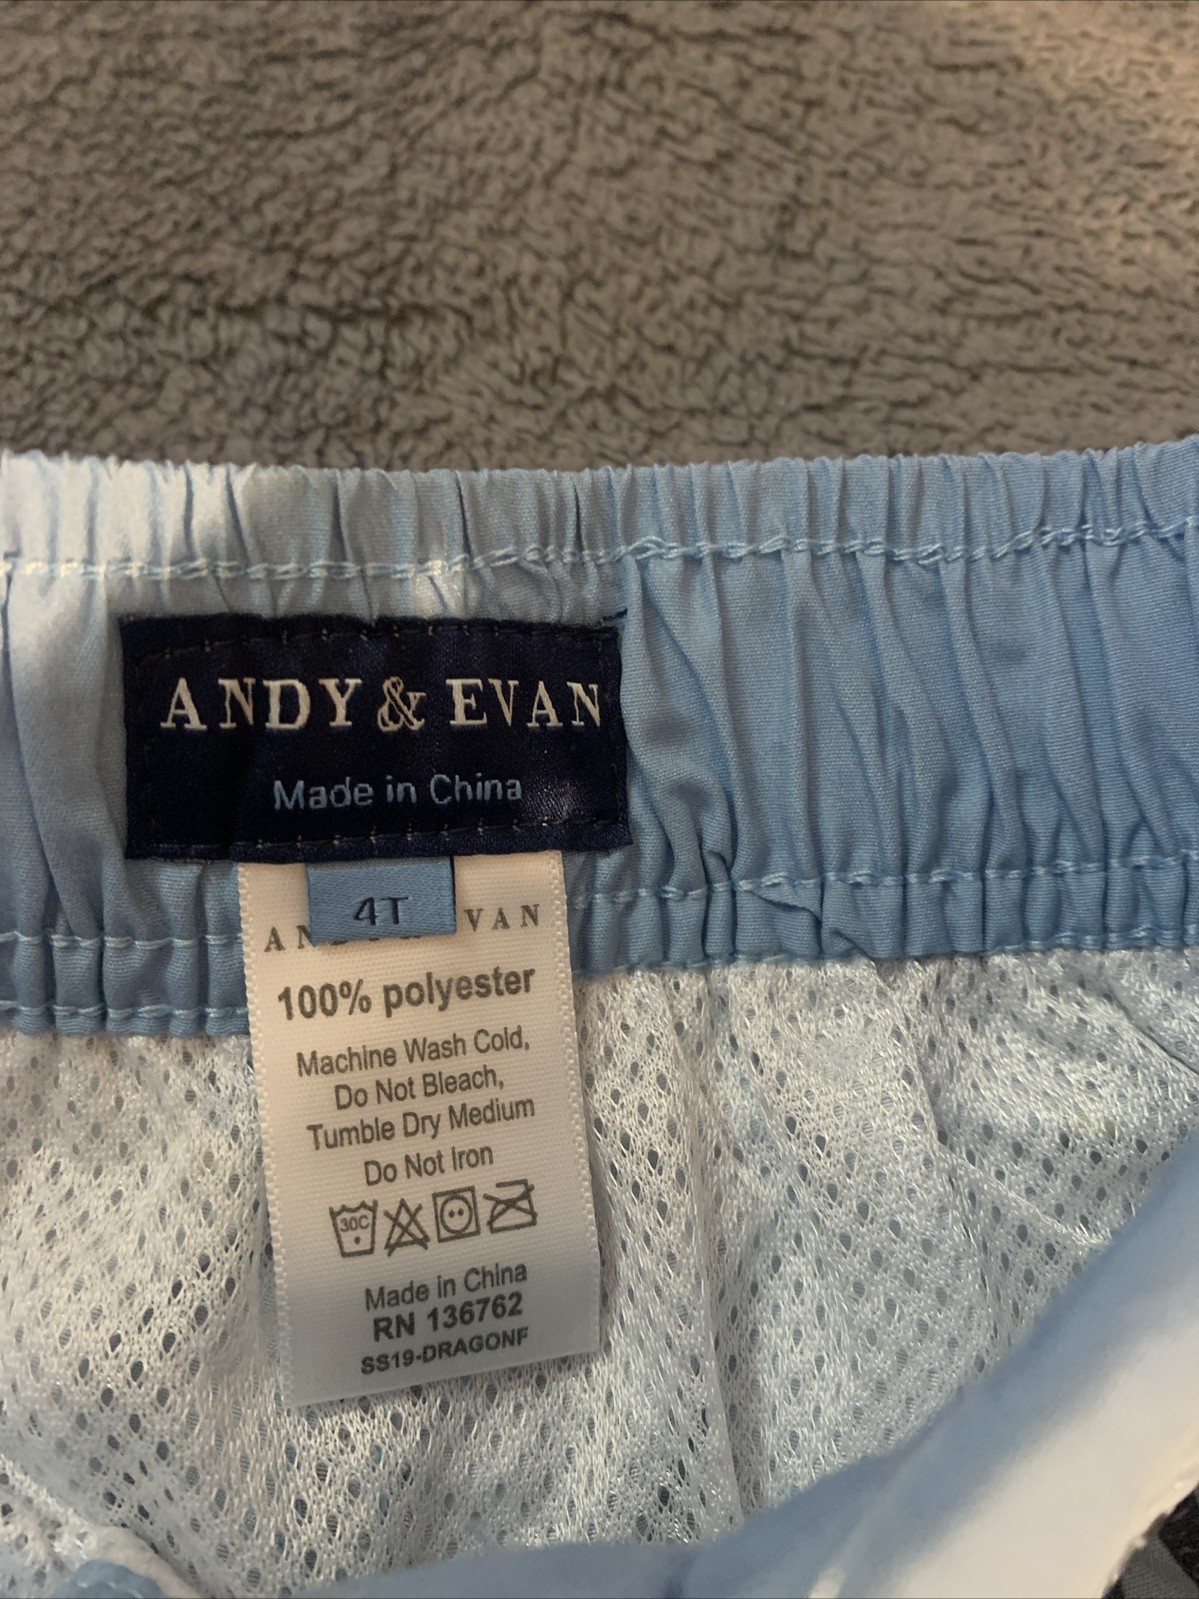 ANDY & EVAN
Made in China
4T
VAN
100% polyester
Machine Wash Cold,
Do Not Bleach,
Tumble Dry Medium
Do Not Iron
30C
Made in China
RN 136762
SS19-DRAGONF